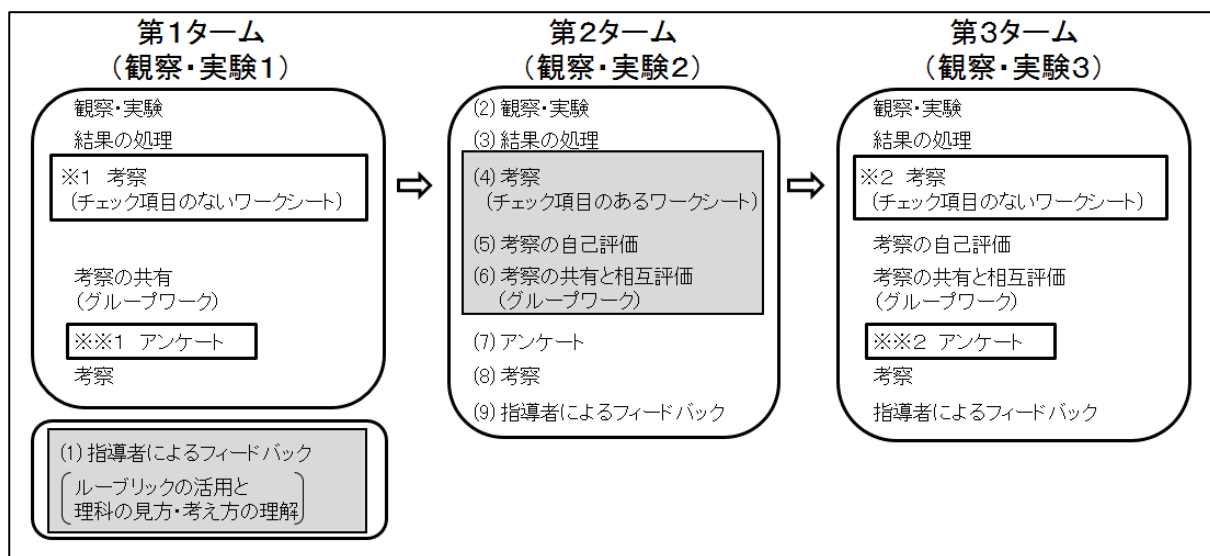 第1ターム
(観察・実験1)
観察・実験
結果の処理
※1 考察
(チェック項目のないワークシート)
考察の共有
(グループワーク)
※※1 アンケート
考察
(1) 指導者によるフィードバック
ルーブリックの活用と
理科の見方・考え方の理解
第2ターム
(観察・実験2)
(2) 観察・実験
(3) 結果の処理
(4) 考察
(チェック項目のあるワークシート)
(5) 考察の自己評価
(6) 考察の共有と相互評価
(グループワーク)
(7) アンケート
(8) 考察
(9) 指導者によるフィードバック
第3ターム
(観察・実験3)
観察・実験
結果の処理
※2 考察
(チェック項目のないワークシート)
考察の自己評価
考察の共有と相互評価
(グループワーク)
※※2 アンケート
考察
指導者によるフィードバック